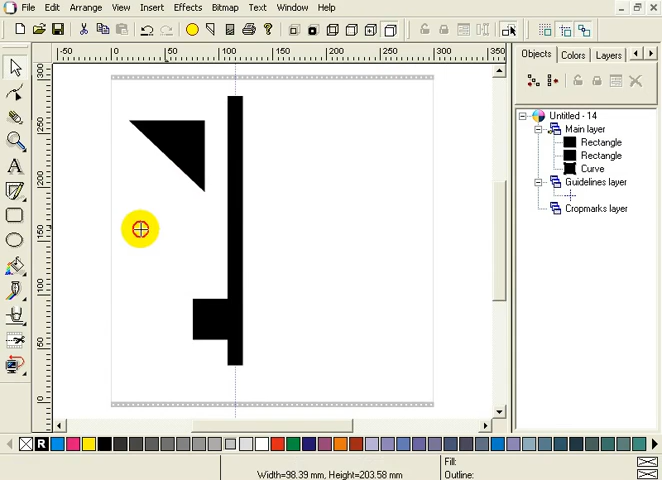 File Edit Arrange View Insert Effects Bitmap Text Window Help
-50 0 50 100 150 200 250 300 350
300
250
200
150
100
50
0
Objects Colors Layers
Untitled - 14
Main layer
Rectangle
Rectangle
Curve
Guidelines layer
Cropmarks layer
R
Width=98.39 mm, Height=203.58 mm
Fill:
Outline: